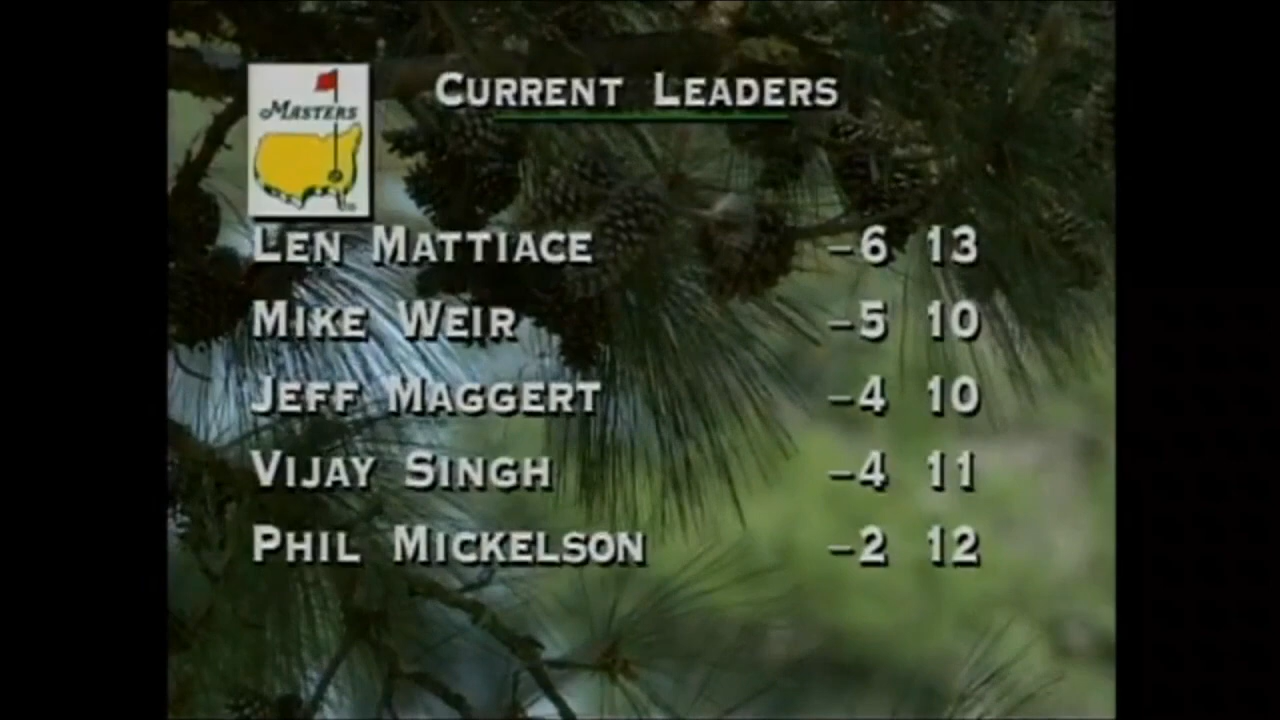 Masters
Current Leaders
Len Mattiace -6 13
Mike Weir -5 10
Jeff Maggert -4 10
Vijay Singh -4 11
Phil Mickelson -2 12